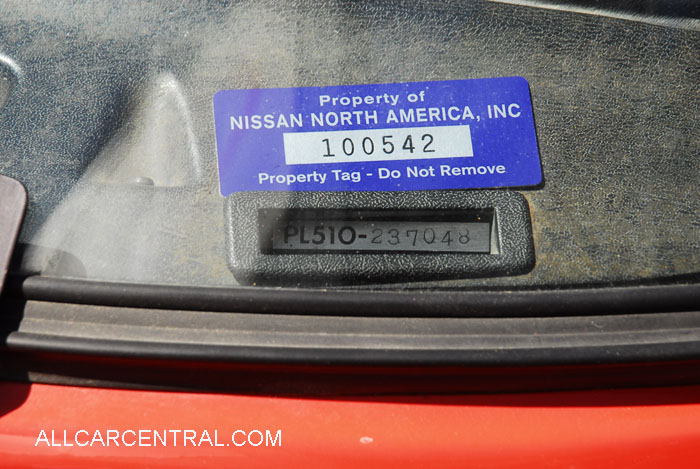 Property of
NISSAN NORTH AMERICA, INC
100542
Property Tag - Do Not Remove
PL510-237048
ALLCARCENTRAL.COM